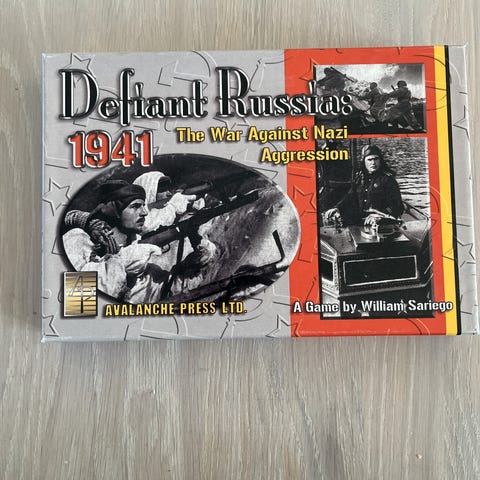 Defiant Russia:
1941
The War Against Nazi
Aggression
AVALANCHE PRESS LTD.
A Game by William Sariego